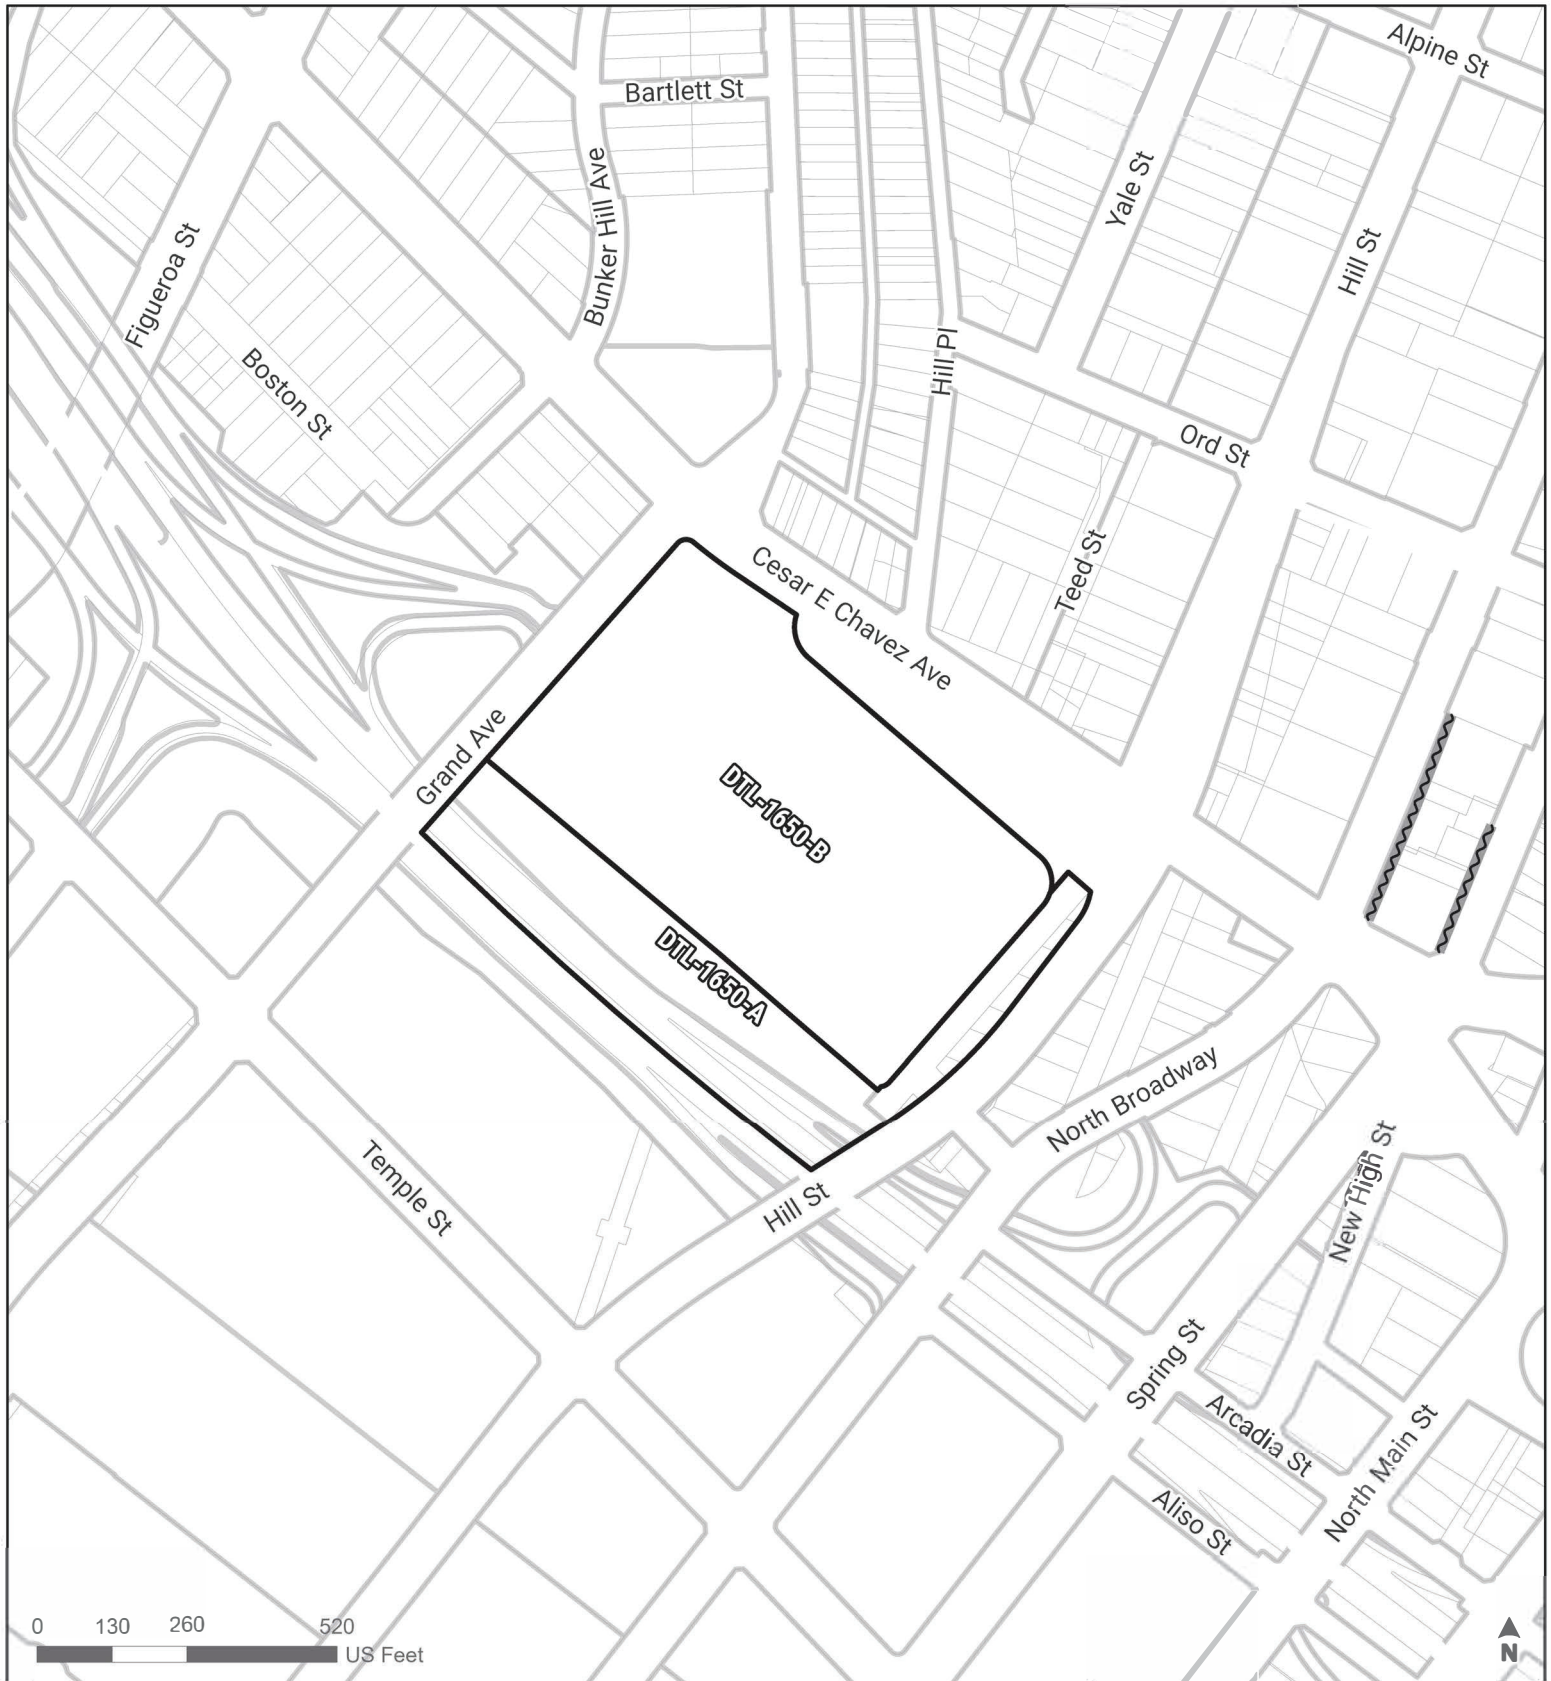 Alpine St
Bartlett St
Bunker Hill Ave
Yale St
Figueroa St
Hill St
Hill Pl
Boston St
Ord St
Teed St
Cesar E Chavez Ave
Grand Ave
DTL-1650-B
DTL-1650-A
North Broadway
Temple St
Hill St
New High St
Spring St
Arcadia St
North Main St
Aliso St
0 130 260 520
US Feet
N